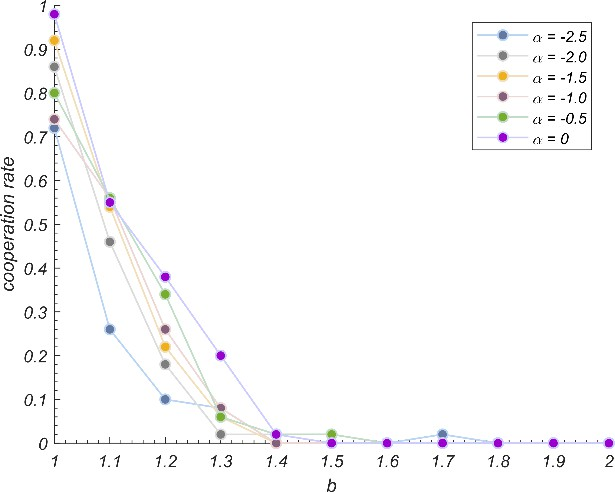 1
0.9
0.8
0.7
0.6
0.5
0.4
0.3
0.2
0.1
0
cooperation rate
α = -2.5
α = -2.0
α = -1.5
α = -1.0
α = -0.5
α = 0
1 1.1 1.2 1.3 1.4 1.5 1.6 1.7 1.8 1.9 2
b